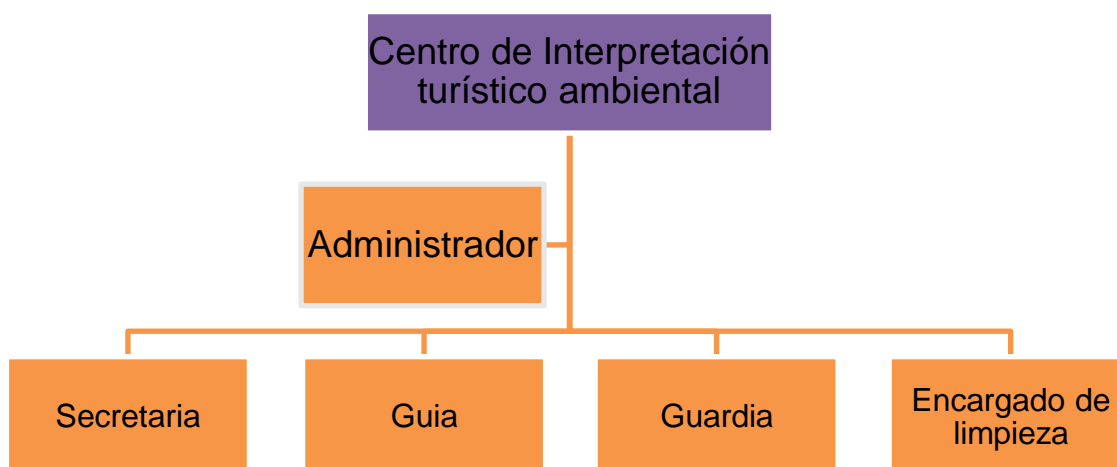 Centro de Interpretación
turístico ambiental
Administrador
Secretaria
Guia
Guardia
Encargado de
limpieza